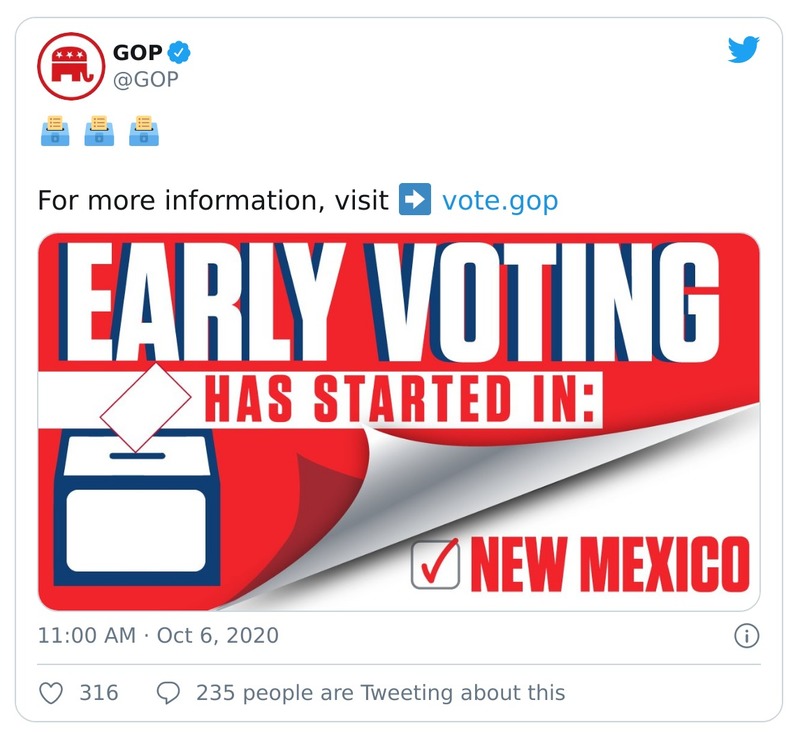 GOP
@GOP
🗳️ 🗳️ 🗳️
For more information, visit ➡️ vote.gop
EARLY VOTING
HAS STARTED IN:
NEW MEXICO
11:00 AM · Oct 6, 2020
316 235 people are Tweeting about this